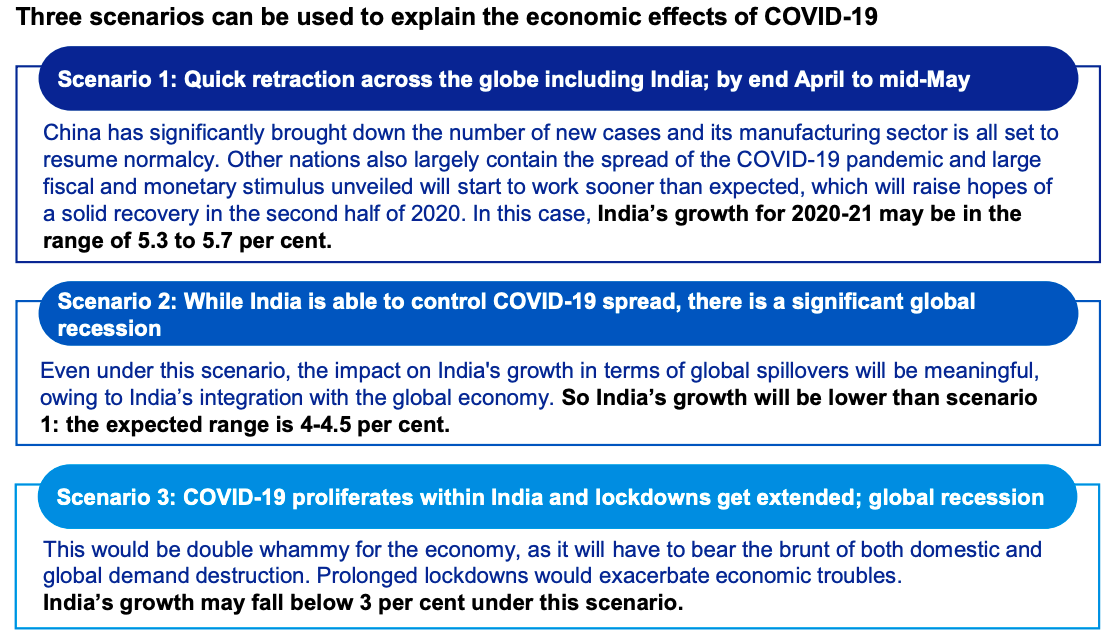 Three scenarios can be used to explain the economic effects of COVID-19
Scenario 1: Quick retraction across the globe including India; by end April to mid-May
China has significantly brought down the number of new cases and its manufacturing sector is all set to
resume normalcy. Other nations also largely contain the spread of the COVID-19 pandemic and large
fiscal and monetary stimulus unveiled will start to work sooner than expected, which will raise hopes of
a solid recovery in the second half of 2020. In this case, India’s growth for 2020-21 may be in the
range of 5.3 to 5.7 per cent.
Scenario 2: While India is able to control COVID-19 spread, there is a significant global
recession
Even under this scenario, the impact on India's growth in terms of global spillovers will be meaningful,
owing to India’s integration with the global economy. So India’s growth will be lower than scenario
1: the expected range is 4-4.5 per cent.
Scenario 3: COVID-19 proliferates within India and lockdowns get extended; global recession
This would be double whammy for the economy, as it will have to bear the brunt of both domestic and
global demand destruction. Prolonged lockdowns would exacerbate economic troubles.
India’s growth may fall below 3 per cent under this scenario.